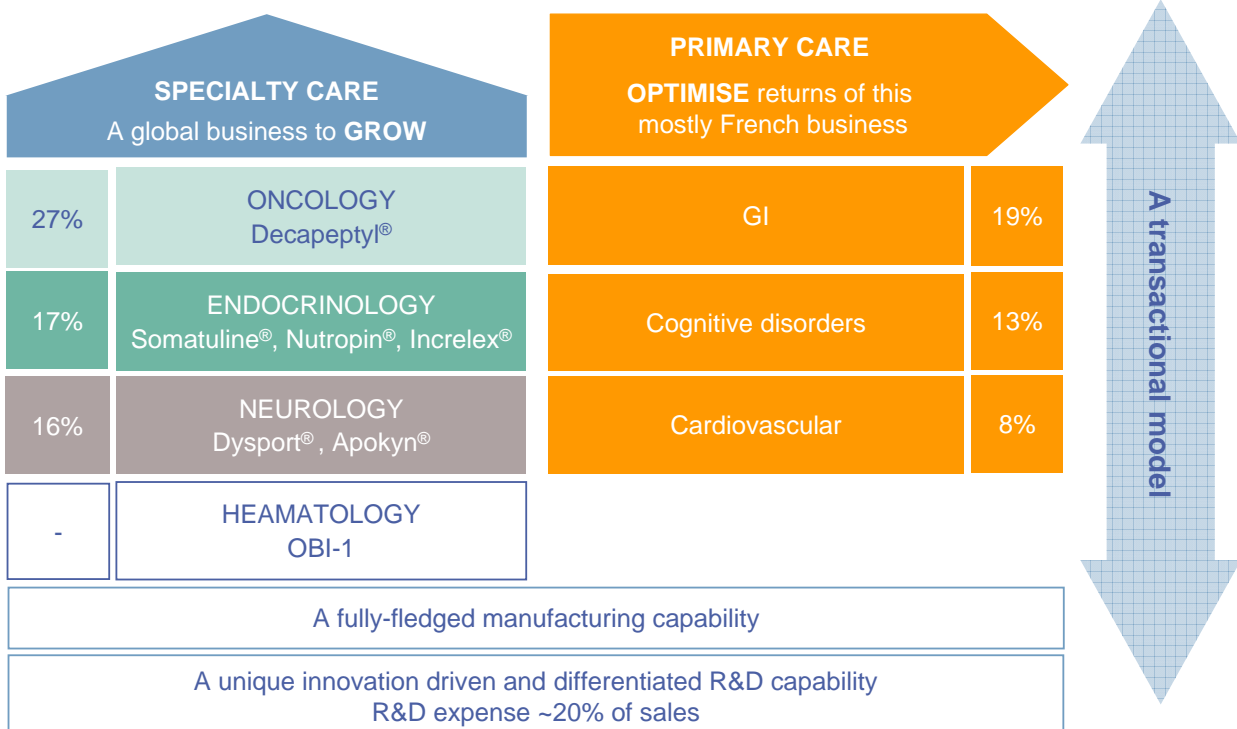 SPECIALTY CARE
A global business to GROW
PRIMARY CARE
OPTIMISE returns of this
mostly French business
27%
ONCOLOGY
Decapeptyl®
GI
19%
17%
ENDOCRINOLOGY
Somatuline®, Nutropin®, Increlex®
Cognitive disorders
13%
16%
NEUROLOGY
Dysport® , Apokyn®
Cardiovascular
8%
-
HEAMATOLOGY
OBI-1
A fully-fledged manufacturing capability
A unique innovation driven and differentiated R&D capability
R&D expense ~20% of sales
A transactional model